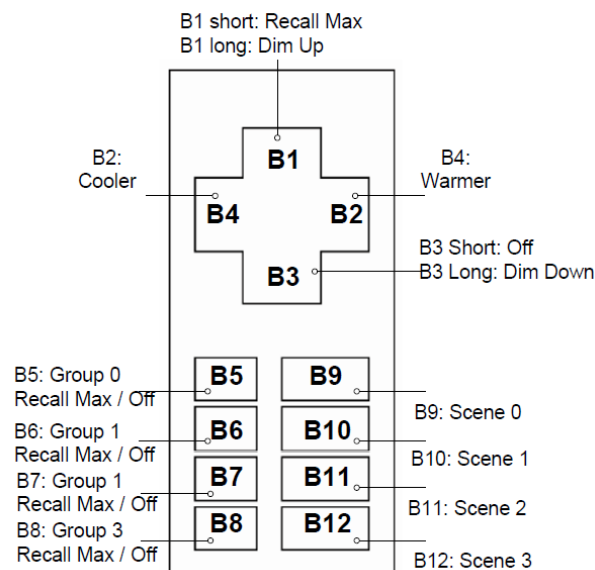 B1 short: Recall Max
B1 long: Dim Up
B1
B2:
Cooler
B4:
Warmer
B4
B2
B3
B3 Short: Off
B3 Long: Dim Down
B5: Group 0
Recall Max / Off
B5
B9
B9: Scene 0
B6: Group 1
Recall Max / Off
B6
B10
B10: Scene 1
B7: Group 1
Recall Max / Off
B7
B11
B11: Scene 2
B8: Group 3
Recall Max / Off
B8
B12
B12: Scene 3